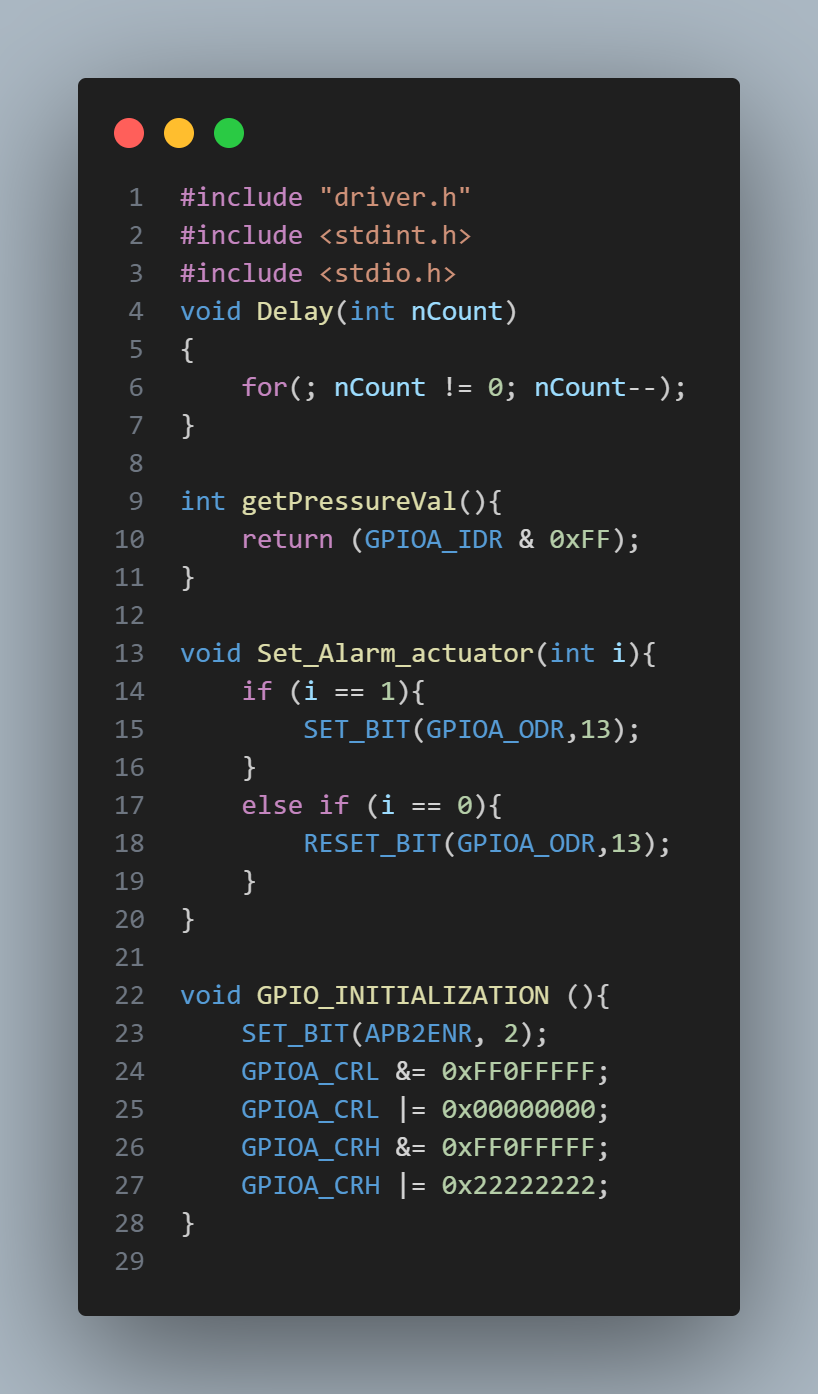 1 #include "driver.h"
2 #include <stdint.h>
3 #include <stdio.h>
4 void Delay(int nCount)
5 {
6     for(; nCount != 0; nCount--);
7 }
8
9 int getPressureVal(){
10     return (GPIOA_IDR & 0xFF);
11 }
12
13 void Set_Alarm_actuator(int i){
14     if (i == 1){
15         SET_BIT(GPIOA_ODR,13);
16     }
17     else if (i == 0){
18         RESET_BIT(GPIOA_ODR,13);
19     }
20 }
21
22 void GPIO_INITIALIZATION (){
23     SET_BIT(APB2ENR, 2);
24     GPIOA_CRL &= 0xFF0FFFFF;
25     GPIOA_CRL |= 0x00000000;
26     GPIOA_CRH &= 0xFF0FFFFF;
27     GPIOA_CRH |= 0x22222222;
28 }
29